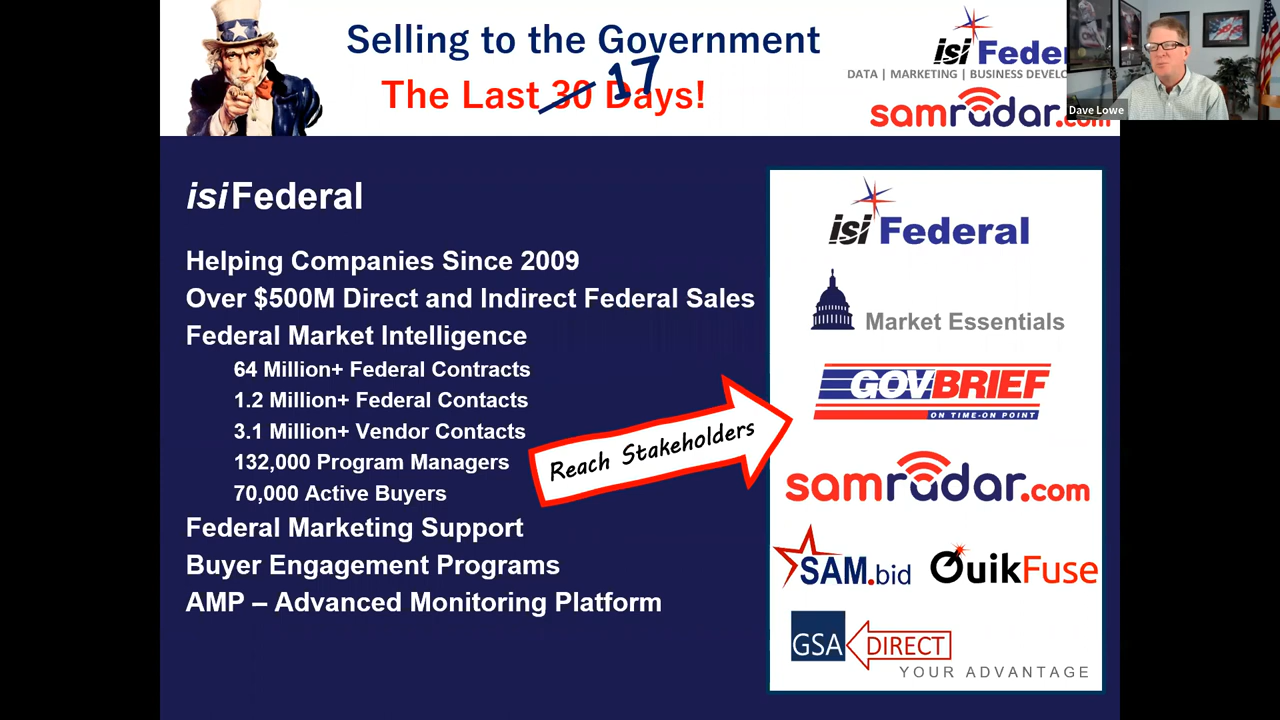 Selling to the Government
The Last 30 Days!
17
isi Feder
DATA | MARKETING | BUSINESS DEVELO
samradar.com
Dave Lowe
isiFederal
Helping Companies Since 2009
Over $500M Direct and Indirect Federal Sales
Federal Market Intelligence
64 Million+ Federal Contracts
1.2 Million+ Federal Contacts
3.1 Million+ Vendor Contacts
132,000 Program Managers
70,000 Active Buyers
Federal Marketing Support
Buyer Engagement Programs
AMP – Advanced Monitoring Platform
Reach Stakeholders
isi Federal
Market Essentials
GOVBRIEF
ON TIME-ON POINT
samradar.com
SAM.bid
QuikFuse
GSA DIRECT
YOUR ADVANTAGE